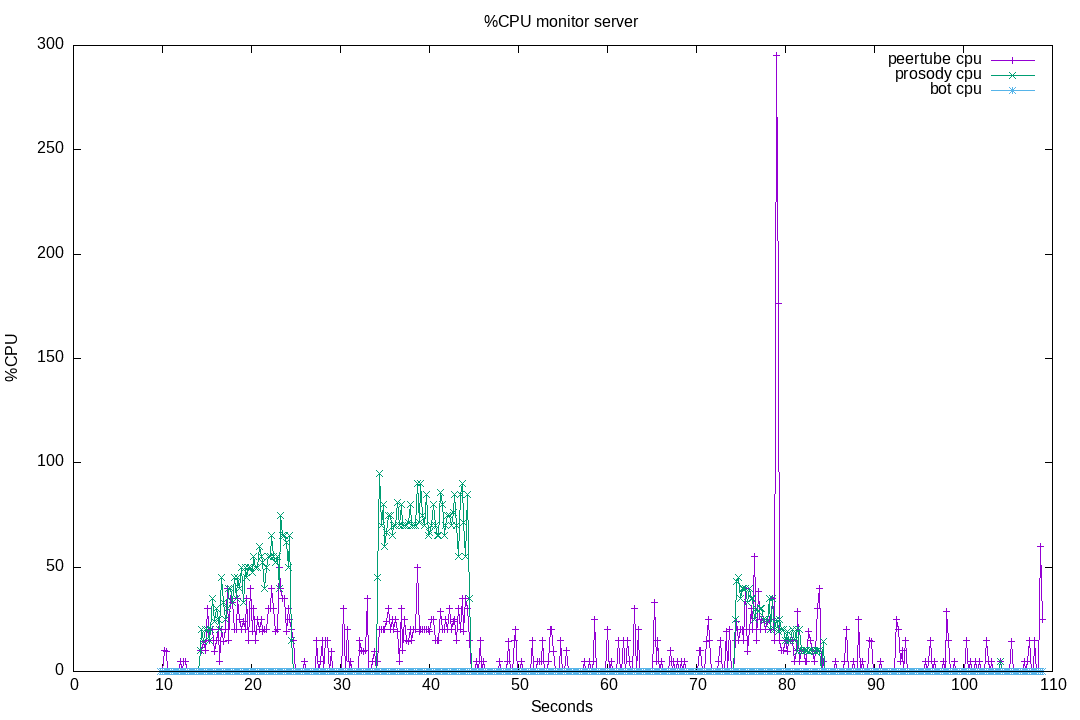 %CPU monitor server
300
250
200
150
100
50
0
%CPU
peertube cpu
prosody cpu
bot cpu
0 10 20 30 40 50 60 70 80 90 100 110
Seconds